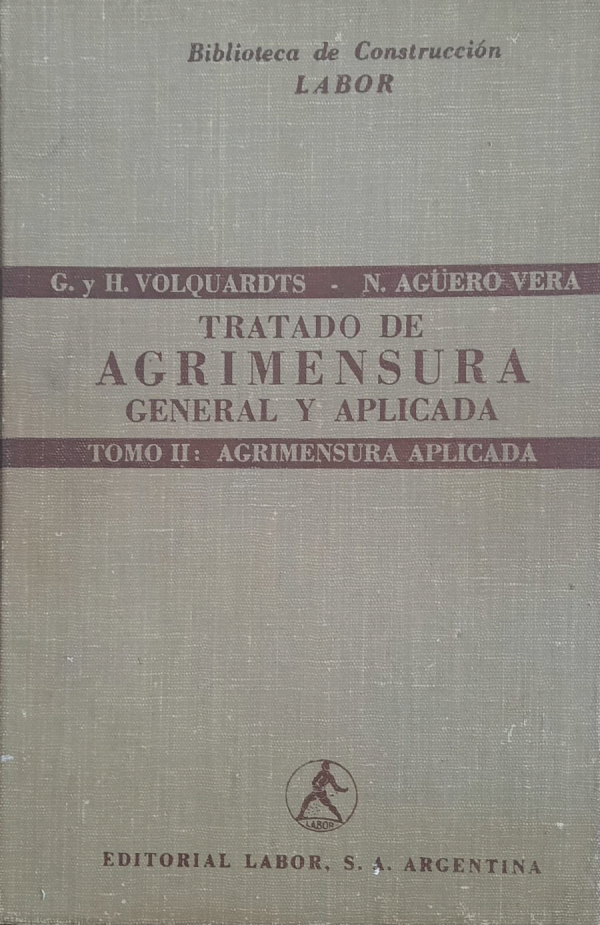 Biblioteca de Construcción
LABOR
G. y H. VOLQUARDTS - N. AGÜERO VERA
TRATADO DE
AGRIMENSURA
GENERAL Y APLICADA
TOMO II: AGRIMENSURA APLICADA
LABOR
EDITORIAL LABOR, S. A. ARGENTINA